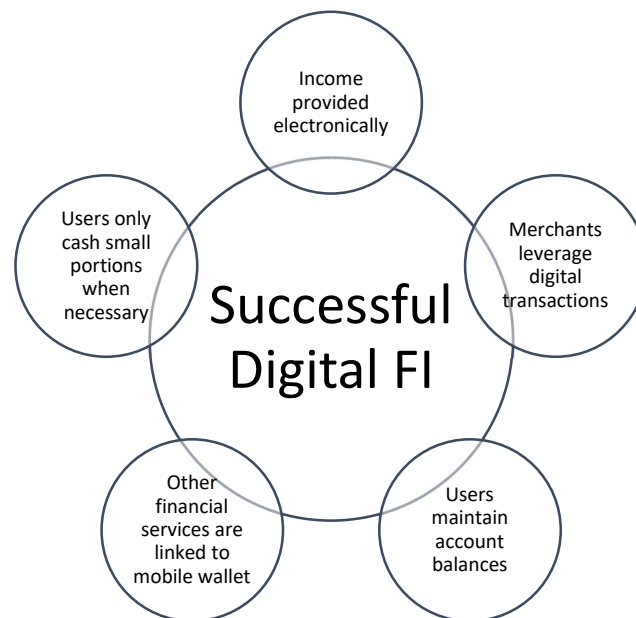 Income
provided
electronically
Merchants
leverage
digital
transactions
Users
maintain
account
balances
Other
financial
services are
linked to
mobile wallet
Users only
cash small
portions
when
necessary
Successful
Digital FI